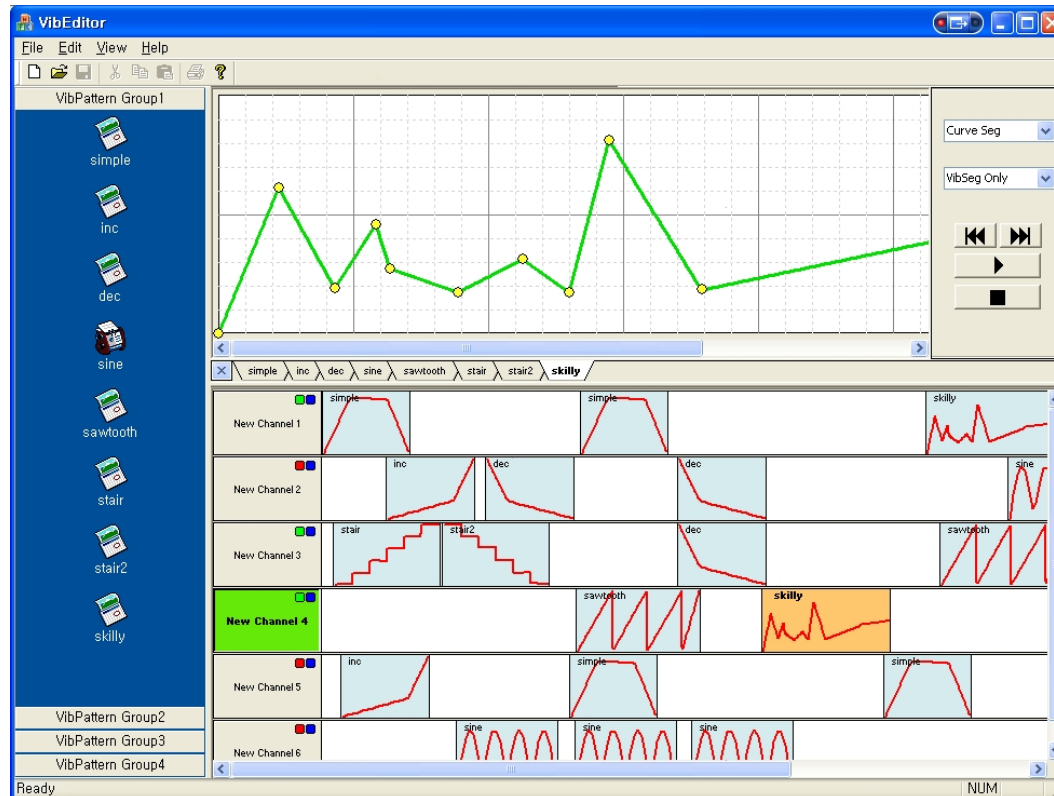 VibEditor
File Edit View Help
VibPattern Group1
simple
inc
dec
sine
sawtooth
stair
stair2
skilly
VibPattern Group2
VibPattern Group3
VibPattern Group4
Curve Seg
VibSeg Only
simple inc dec sine sawtooth stair stair2 skilly
New Channel 1 simple simple skilly
New Channel 2 inc dec dec sine
New Channel 3 stair stair2 dec sawtooth
New Channel 4 sawtooth skilly
New Channel 5 inc simple simple
New Channel 6 sine sine sine
Ready NUM